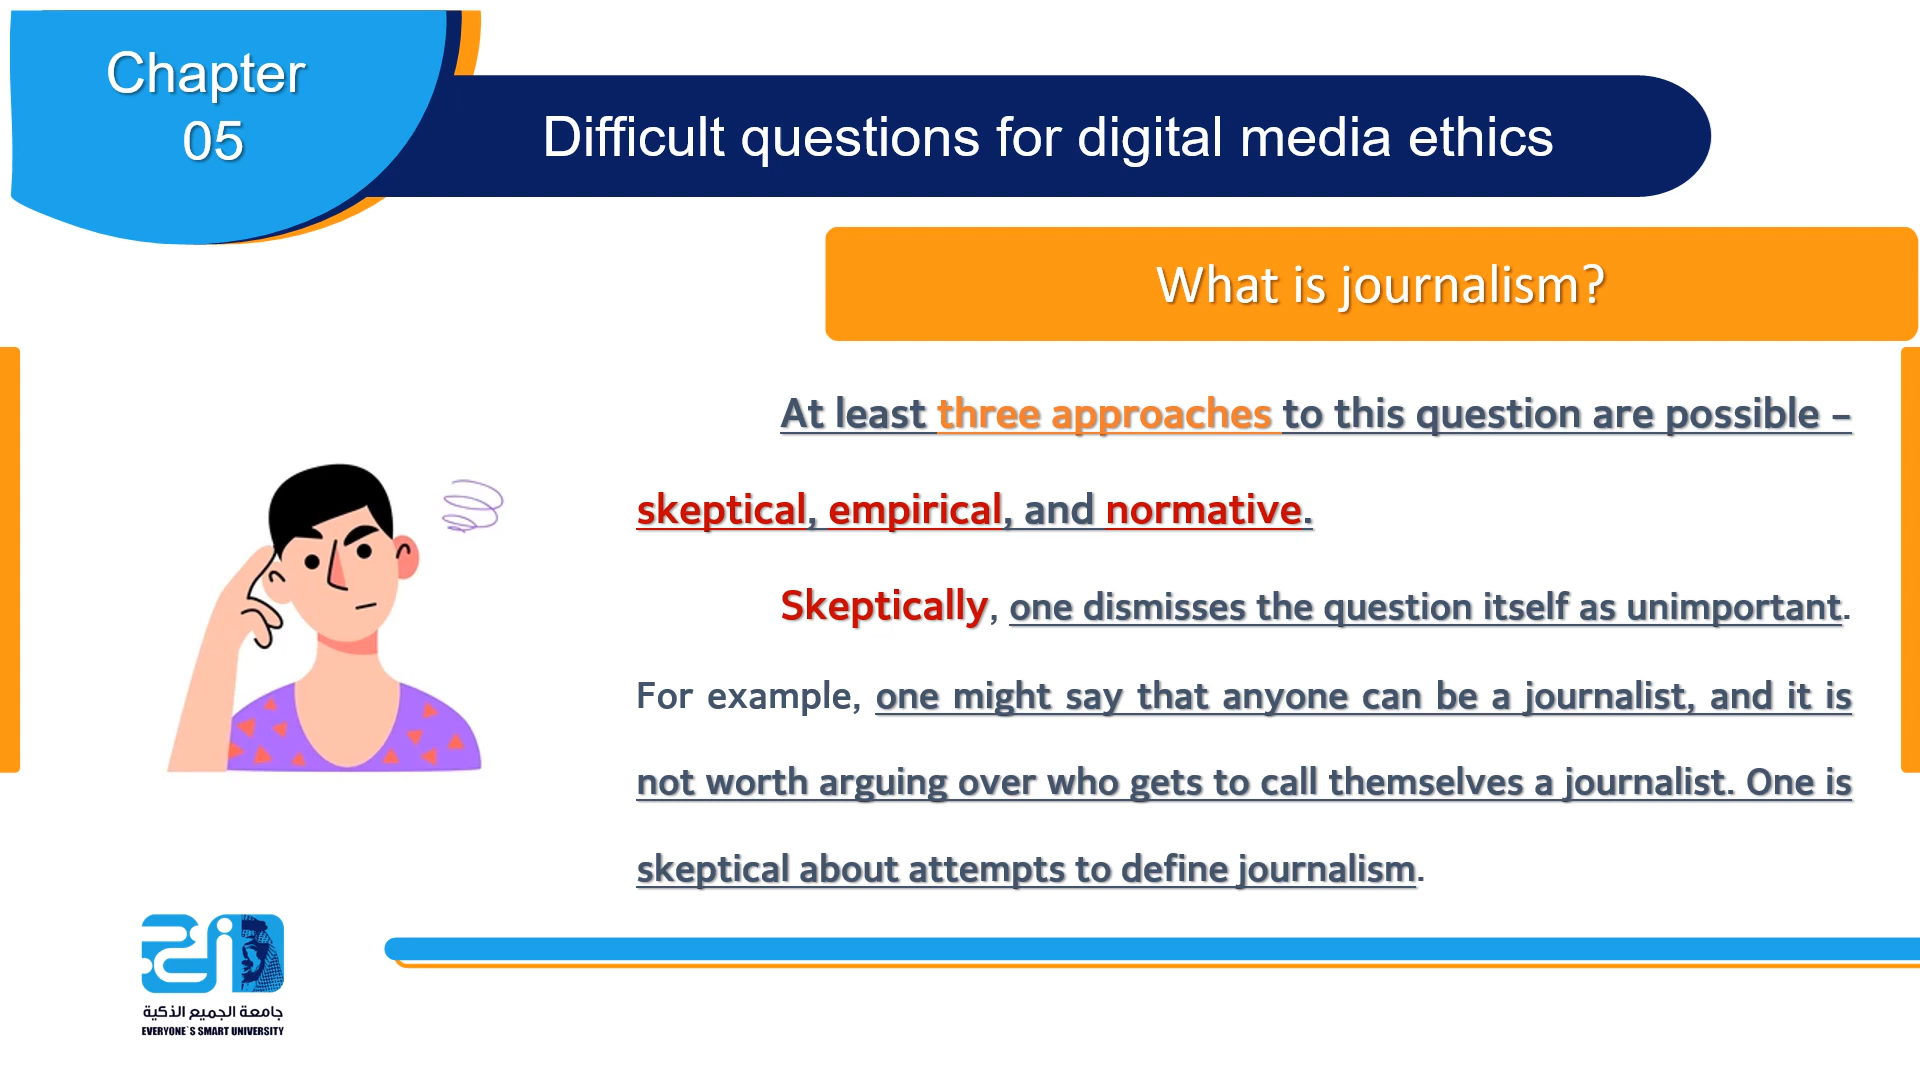 Chapter
05
Difficult questions for digital media ethics
What is journalism?
At least three approaches to this question are possible –
skeptical, empirical, and normative.
Skeptically, one dismisses the question itself as unimportant.
For example, one might say that anyone can be a journalist, and it is
not worth arguing over who gets to call themselves a journalist. One is
skeptical about attempts to define journalism.
جامعة الجميع الذكية
EVERYONE`S SMART UNIVERSITY